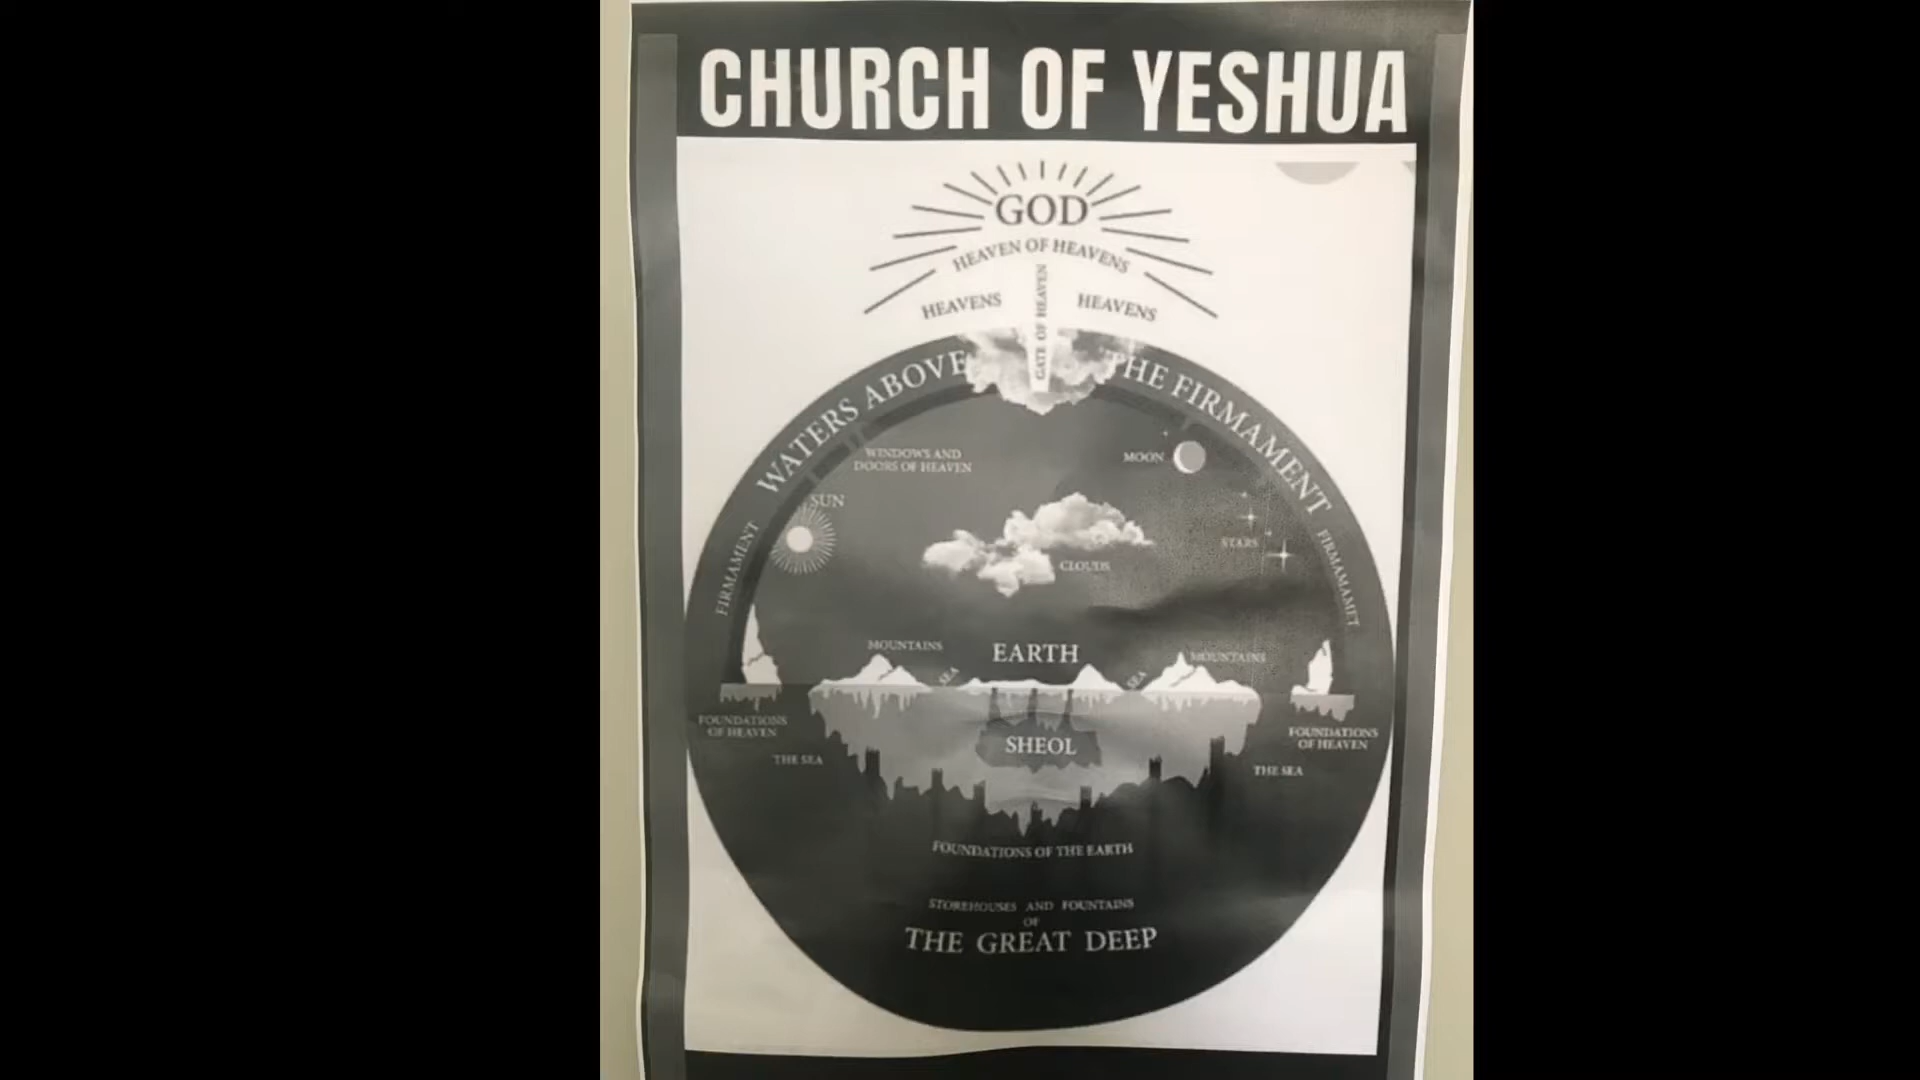 CHURCH OF YESHUA
GOD
HEAVEN OF HEAVENS
HEAVENS
GATE OF HEAVEN
HEAVENS
WATERS ABOVE
THE FIRMAMENT
WINDOWS AND
DOORS OF HEAVEN
MOON
SUN
STARS
FIRMAMENT
FIRMAMAMET
CLOUDS
MOUNTAINS
SEA
EARTH
SEA
MOUNTAINS
FOUNDATIONS
OF HEAVEN
SHEOL
FOUNDATIONS
OF HEAVEN
THE SEA
THE SEA
FOUNDATIONS OF THE EARTH
STOREHOUSES AND FOUNTAINS
OF
THE GREAT DEEP